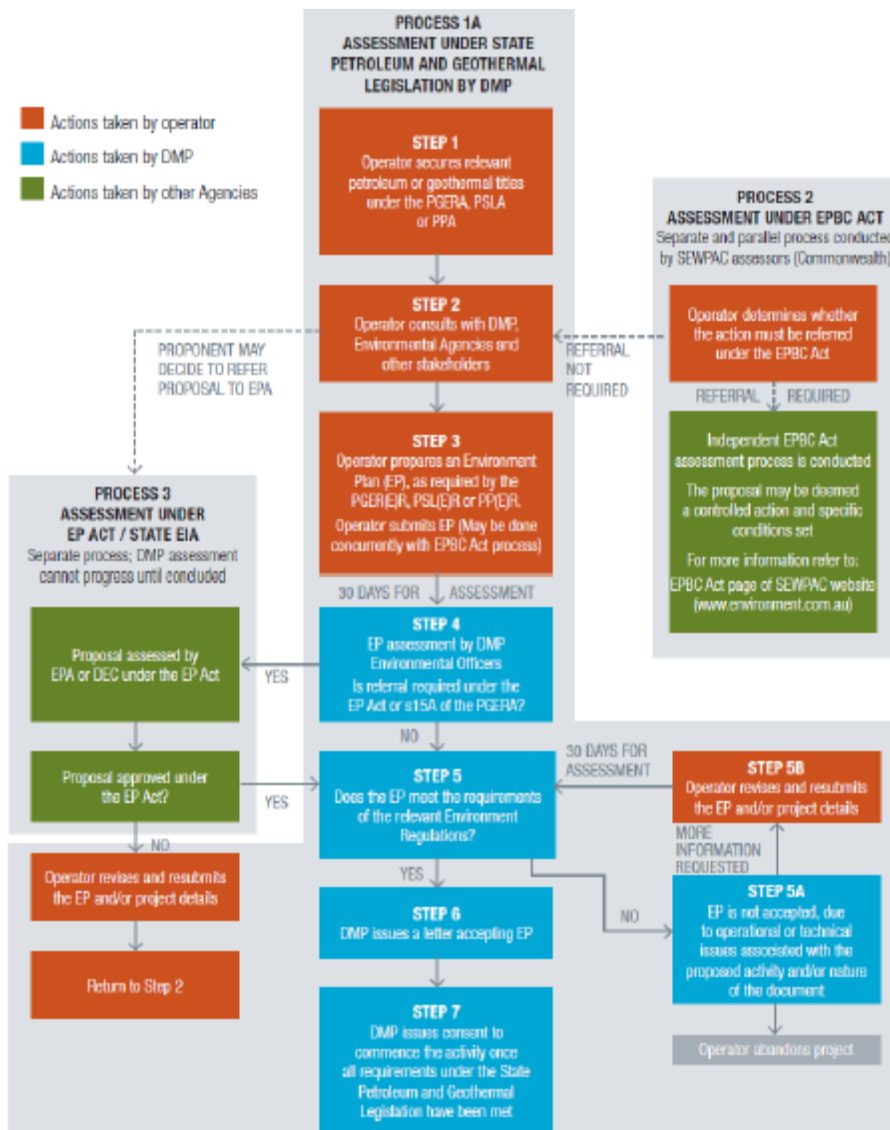 PROCESS 1A
ASSESSMENT UNDER STATE
PETROLEUM AND GEOTHERMAL
LEGISLATION BY DMP
Actions taken by operator
Actions taken by DMP
Actions taken by other Agencies
STEP 1
Operator secures relevant
petroleum or geothermal titles
under the PGERA, PSLA
or PPA
PROCESS 2
ASSESSMENT UNDER EPBC ACT
Separate and parallel process conducted
by SEWPAC assessors (Commonwealth)
STEP 2
Operator consults with DMP,
Environmental Agencies and
other stakeholders
Operator determines whether
the action must be referred
under the EPBC Act
PROPONENT MAY
DECIDE TO REFER
PROPOSAL TO EPA
REFERRAL
NOT
REQUIRED
REFERRAL REQUIRED
STEP 3
Operator prepares an Environment
Plan (EP), as required by the
PGER(E)R, PSL(E)R or PP(E)R.
Operator submits EP (May be done
concurrently with EPBC Act process)
Independent EPBC Act
assessment process is conducted
The proposal may be deemed
a controlled action and specific
conditions set
For more information refer to:
EPBC Act page of SEWPAC website
(www.environment.com.au)
PROCESS 3
ASSESSMENT UNDER
EP ACT / STATE EIA
Separate process; DMP assessment
cannot progress until concluded
30 DAYS FOR ASSESSMENT
STEP 4
EP assessment by DMP
Environmental Officers
Is referral required under the
EP Act or s15A of the PGERA?
Proposal assessed by
EPA or DEC under the EP Act
YES
NO
Proposal approved under
the EP Act?
YES
STEP 5
Does the EP meet the requirements
of the relevant Environment
Regulations?
30 DAYS FOR
ASSESSMENT
STEP 5B
Operator revises and resubmits
the EP and/or project details
NO
Operator revises and resubmits
the EP and/or project details
YES
MORE
INFORMATION
REQUESTED
STEP 6
DMP issues a letter accepting EP
NO
STEP 5A
EP is not accepted, due
to operational or technical
issues associated with the
proposed activity and/or nature
of the document
Return to Step 2
STEP 7
DMP issues consent to
commence the activity once
all requirements under the State
Petroleum and Geothermal
Legislation have been met
Operator abandons project